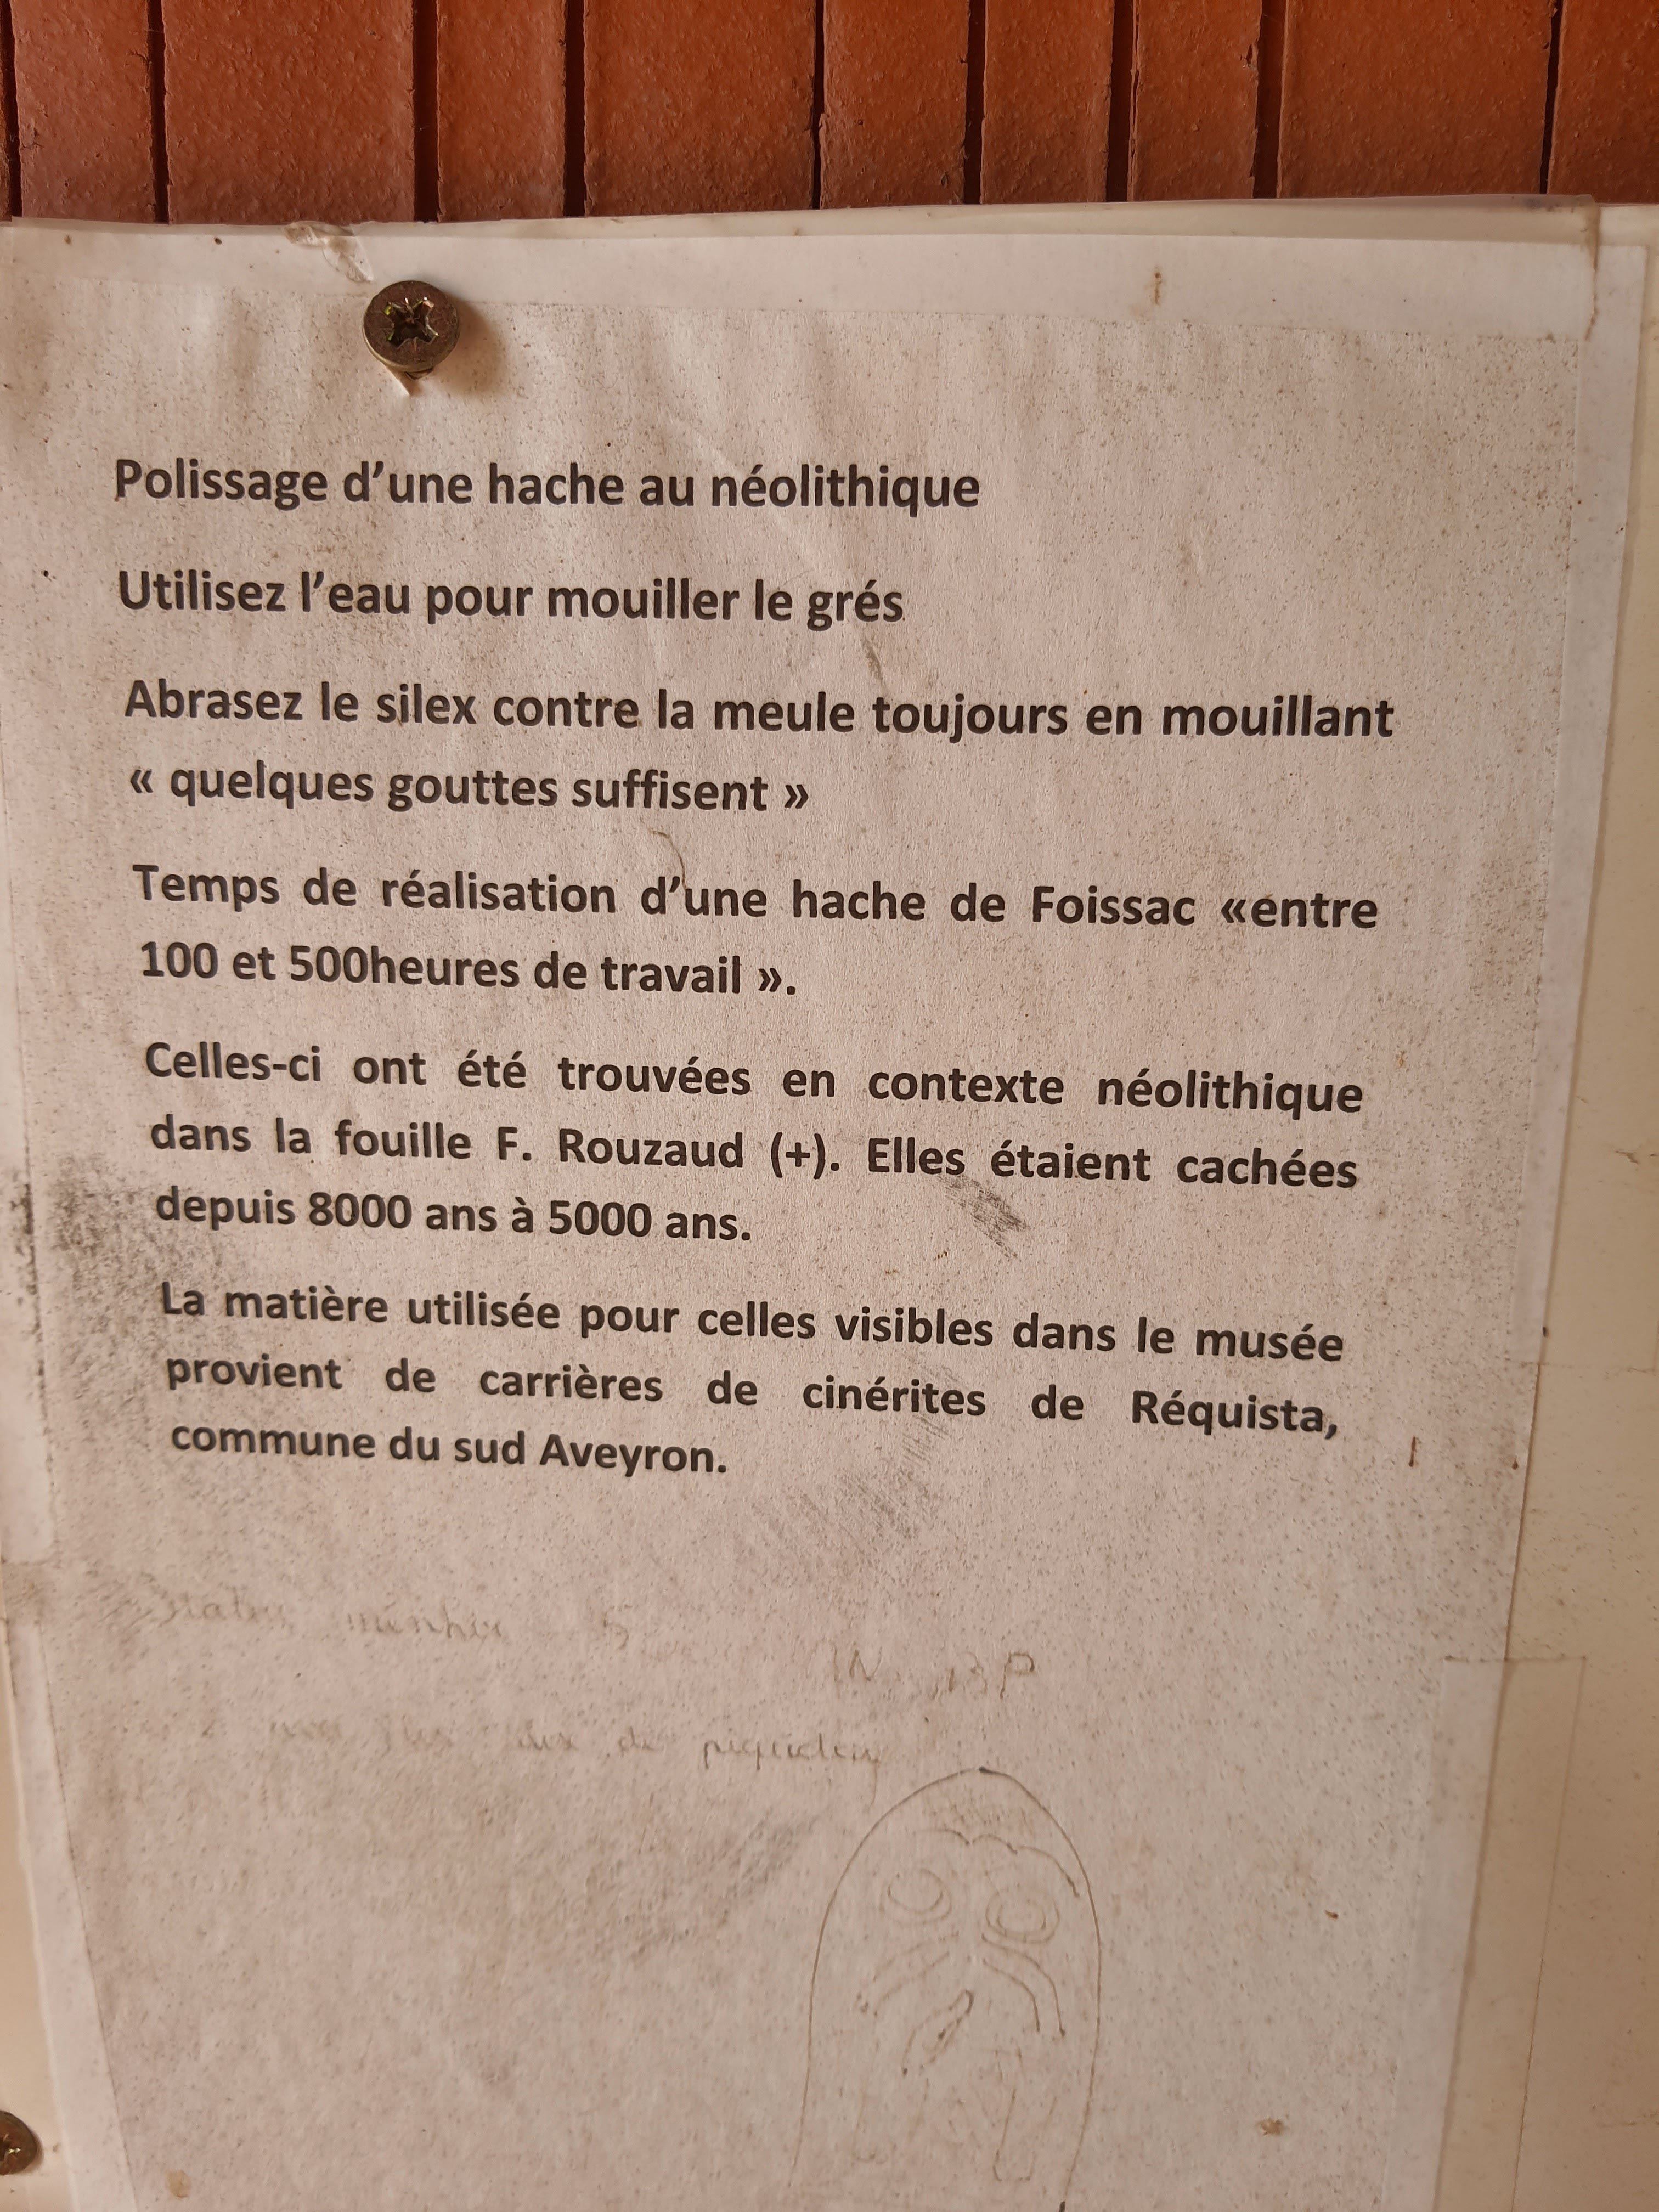 Polissage d'une hache au néolithique
Utilisez l'eau pour mouiller le grés
Abrasez le silex contre la meule toujours en mouillant
« quelques gouttes suffisent »
Temps de réalisation d'une hache de Foissac «entre
100 et 500heures de travail ».
Celles-ci ont été trouvées en contexte néolithique
dans la fouille F. Rouzaud (+). Elles étaient cachées
depuis 8000 ans à 5000 ans.
La matière utilisée pour celles visibles dans le musée
provient de carrières de cinérites de Réquista,
commune du sud Aveyron.